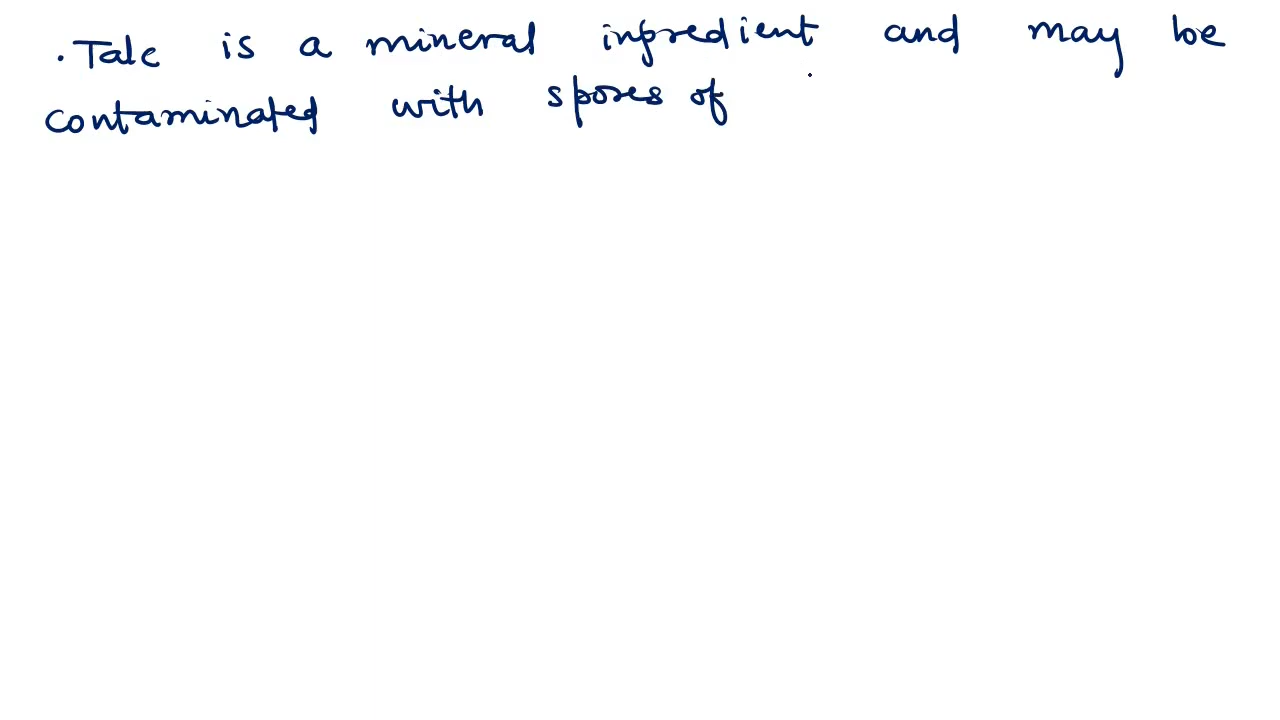 . Talc is a mineral ingredient and may be
contaminated with spores of